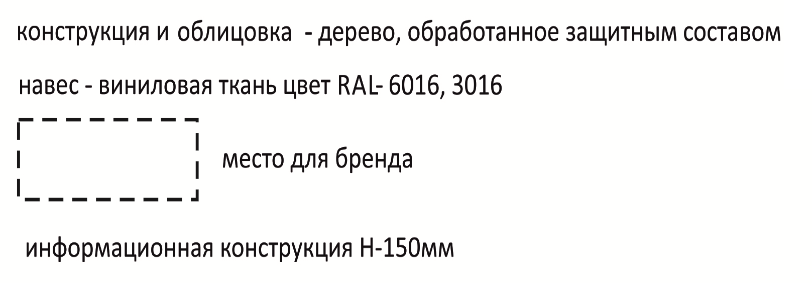 конструкция и облицовка - дерево, обработанное защитным составом
навес - виниловая ткань цвет RAL- 6016, 3016
место для бренда
информационная конструкция Н-150мм